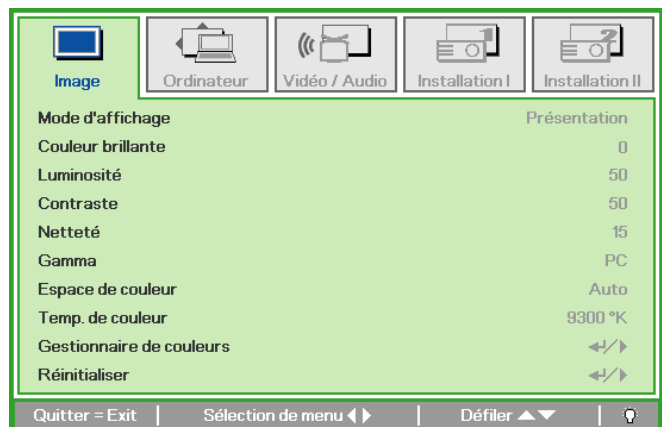 Image Ordinateur Vidéo / Audio Installation I Installation II
Mode d'affichage Présentation
Couleur brillante 0
Luminosité 50
Contraste 50
Netteté 15
Gamma PC
Espace de couleur Auto
Temp. de couleur 9300 °K
Gestionnaire de couleurs
Réinitialiser
Quitter = Exit Sélection de menu Défiler